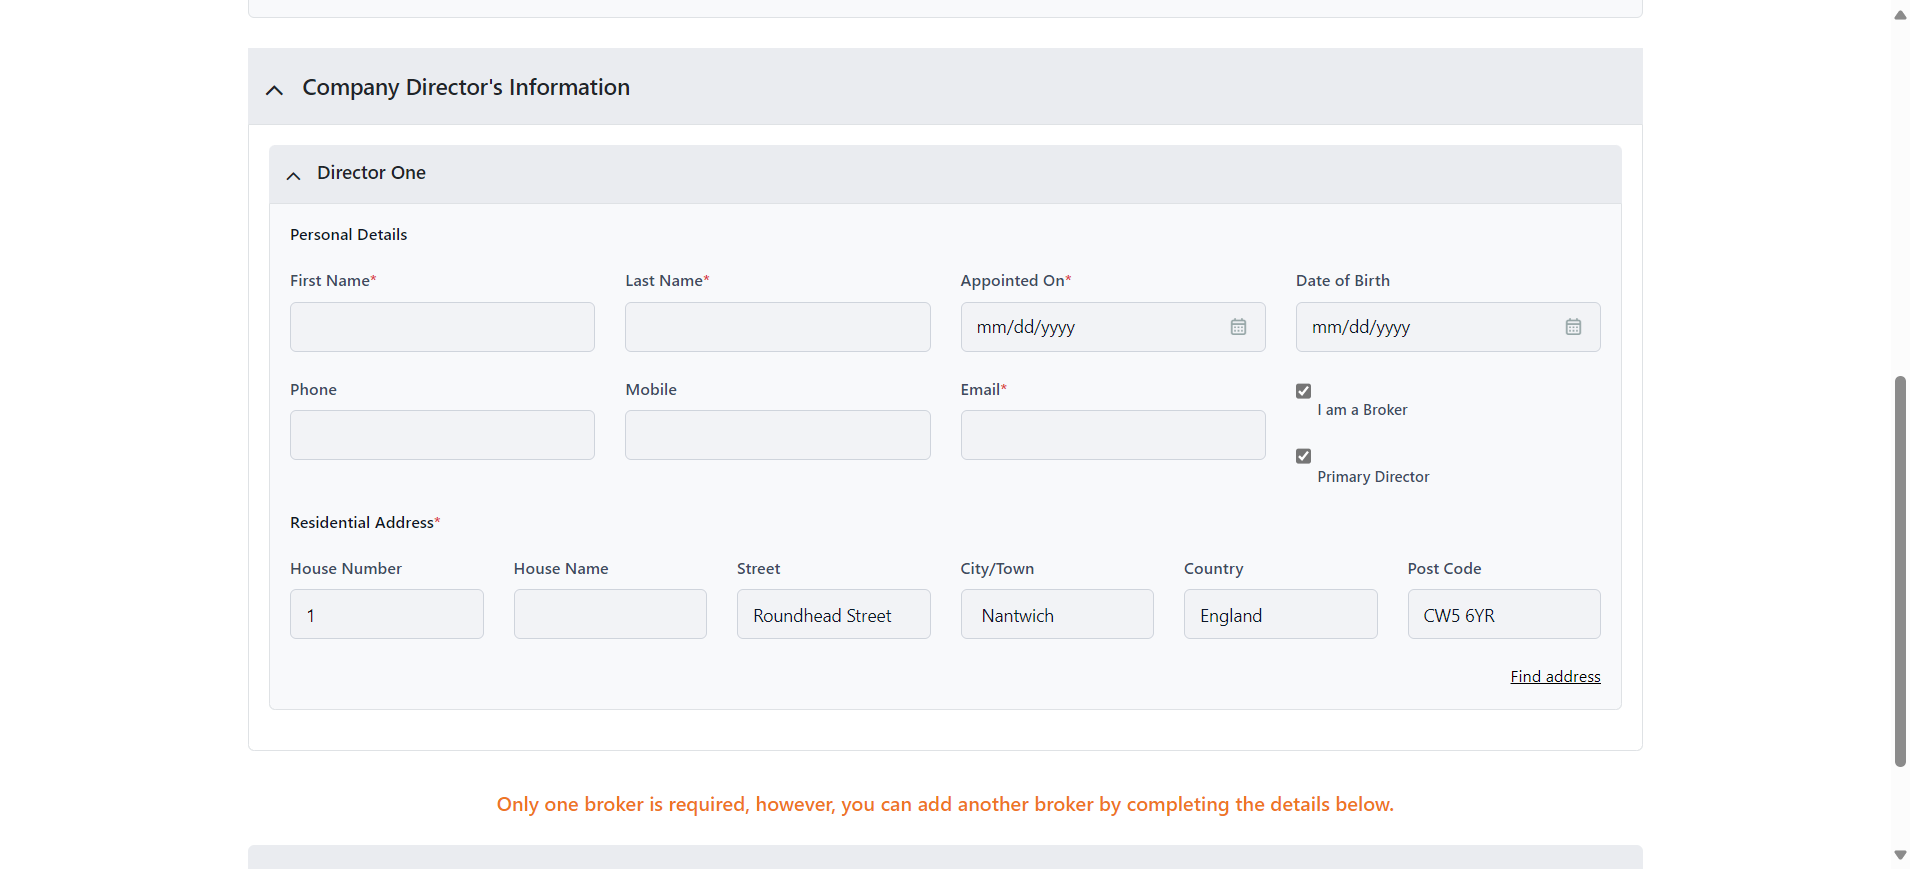 Company Director's Information
Director One
Personal Details
First Name*
Last Name*
Appointed On*
Date of Birth
mm/dd/yyyy
mm/dd/yyyy
Phone
Mobile
Email*
I am a Broker
Primary Director
Residential Address*
House Number
House Name
Street
City/Town
Country
Post Code
1
Roundhead Street
Nantwich
England
CW5 6YR
Find address
Only one broker is required, however, you can add another broker by completing the details below.